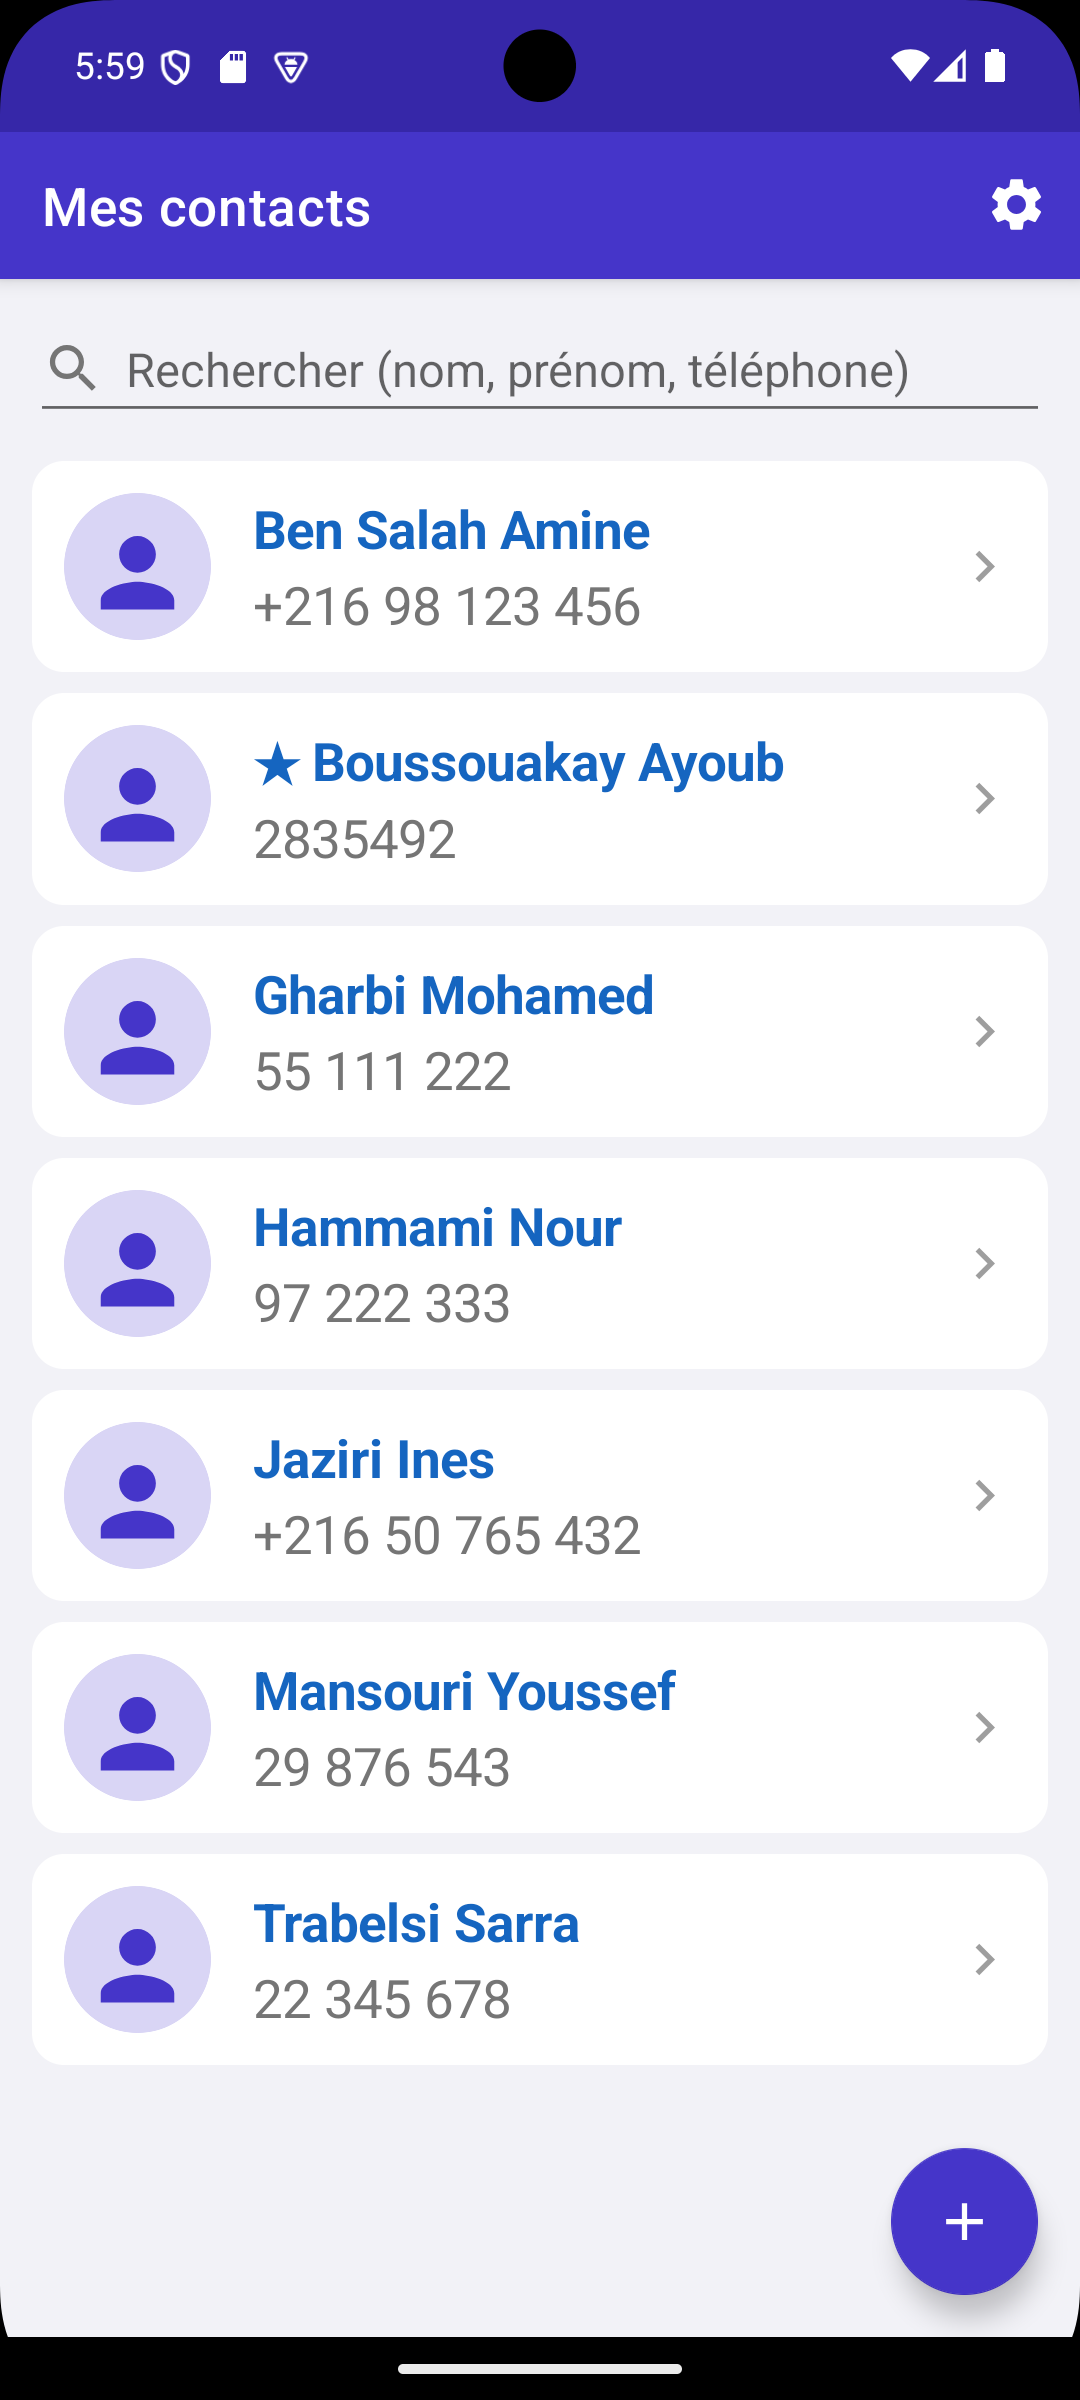 5:59
Mes contacts
Rechercher (nom, prénom, téléphone)
Ben Salah Amine
+216 98 123 456
★ Boussouakay Ayoub
2835492
Gharbi Mohamed
55 111 222
Hammami Nour
97 222 333
Jaziri Ines
+216 50 765 432
Mansouri Youssef
29 876 543
Trabelsi Sarra
22 345 678
+